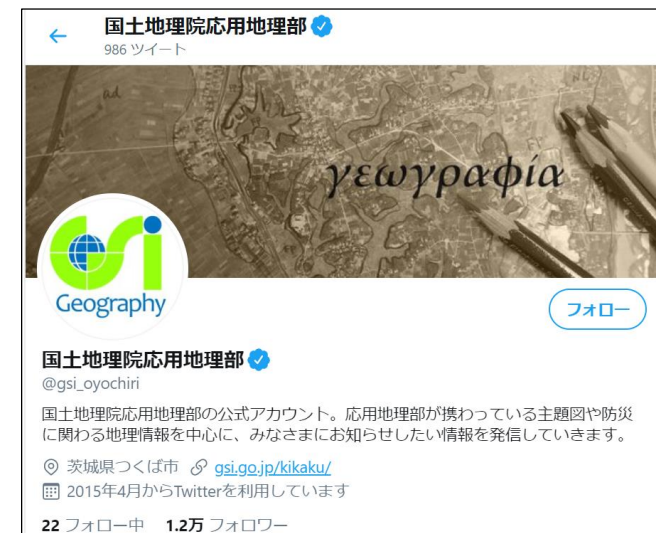 国土地理院応用地理部
986 ツイート
γεωγραφία
GSi
Geography
フォロー
国土地理院応用地理部
@gsi_oyochiri
国土地理院応用地理部の公式アカウント。応用地理部が携わっている主題図や防災
に関わる地理情報を中心に、みなさまにお知らせしたい情報を発信していきます。
茨城県つくば市 gsi.go.jp/kikaku/
2015年4月からTwitterを利用しています
22 フォロー中 1.2万 フォロワー